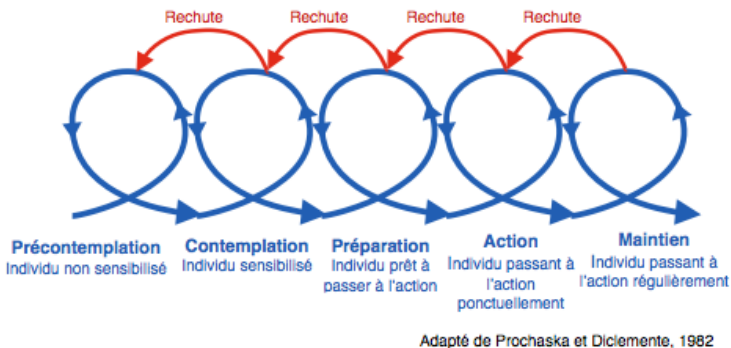 Rechute Rechute Rechute Rechute
Précontemplation
Individu non sensibilisé
Contemplation
Individu sensibilisé
Préparation
Individu prêt à
passer à l'action
Action
Individu passant à
l'action
ponctuellement
Maintien
Individu passant à
l'action régulièrement
Adapté de Prochaska et Diclemente, 1982